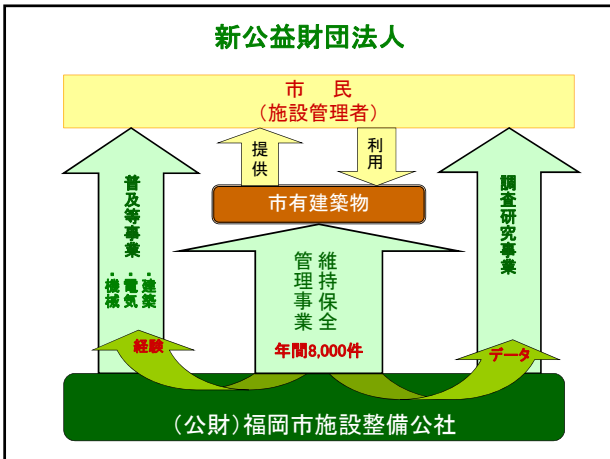 新公益財団法人
市　民
（施設管理者）
提供
利用
市有建築物
普及等事業
・建築
・電気
・機械
維持保全
管理事業
年間8,000件
調査研究事業
経験
データ
（公財）福岡市施設整備公社